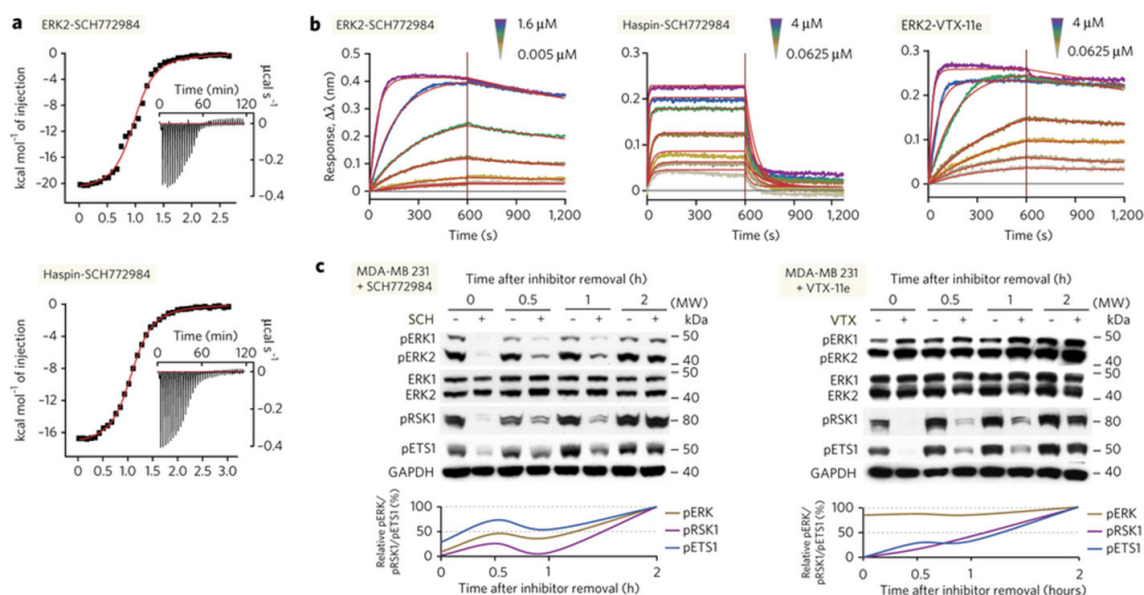 a
ERK2-SCH772984
kcal mol⁻¹ of injection
0
-4
-8
-12
-16
-20
0 0.5 1.0 1.5 2.0 2.5
Time (min)
0 60 120
µcal s⁻¹
0
-0.2
-0.4
Haspin-SCH772984
kcal mol⁻¹ of injection
0
-4
-8
-12
-16
0 0.5 1.0 1.5 2.0 2.5 3.0
Time (min)
0 60 120
µcal s⁻¹
0
-0.2
-0.4
b
ERK2-SCH772984
1.6 µM
0.005 µM
Response, Δλ (nm)
0.5
0.4
0.3
0.2
0.1
0
0 300 600 900 1,200
Time (s)
Haspin-SCH772984
4 µM
0.0625 µM
0.3
0.2
0.1
0
0 300 600 900 1,200
Time (s)
ERK2-VTX-11e
4 µM
0.0625 µM
0.3
0.2
0.1
0
0 300 600 900 1,200
Time (s)
c
MDA-MB 231
+ SCH772984
Time after inhibitor removal (h)
0 0.5 1 2 (MW)
SCH - + - + - + - + kDa
pERK1
50
pERK2
40
ERK1
50
ERK2
40
pRSK1
80
pETS1
50
GAPDH
40
Relative pERK/
pRSK1/pETS1 (%)
100
50
0
0 0.5 1 2
Time after inhibitor removal (h)
pERK
pRSK1
pETS1
MDA-MB 231
+ VTX-11e
Time after inhibitor removal (h)
0 0.5 1 2 (MW)
VTX - + - + - + - + kDa
pERK1
50
pERK2
40
ERK1
50
ERK2
40
pRSK1
80
pETS1
50
GAPDH
40
Relative pERK/
pRSK1/pETS1 (%)
100
50
0
0 0.5 1 2
Time after inhibitor removal (hours)
pERK
pRSK1
pETS1